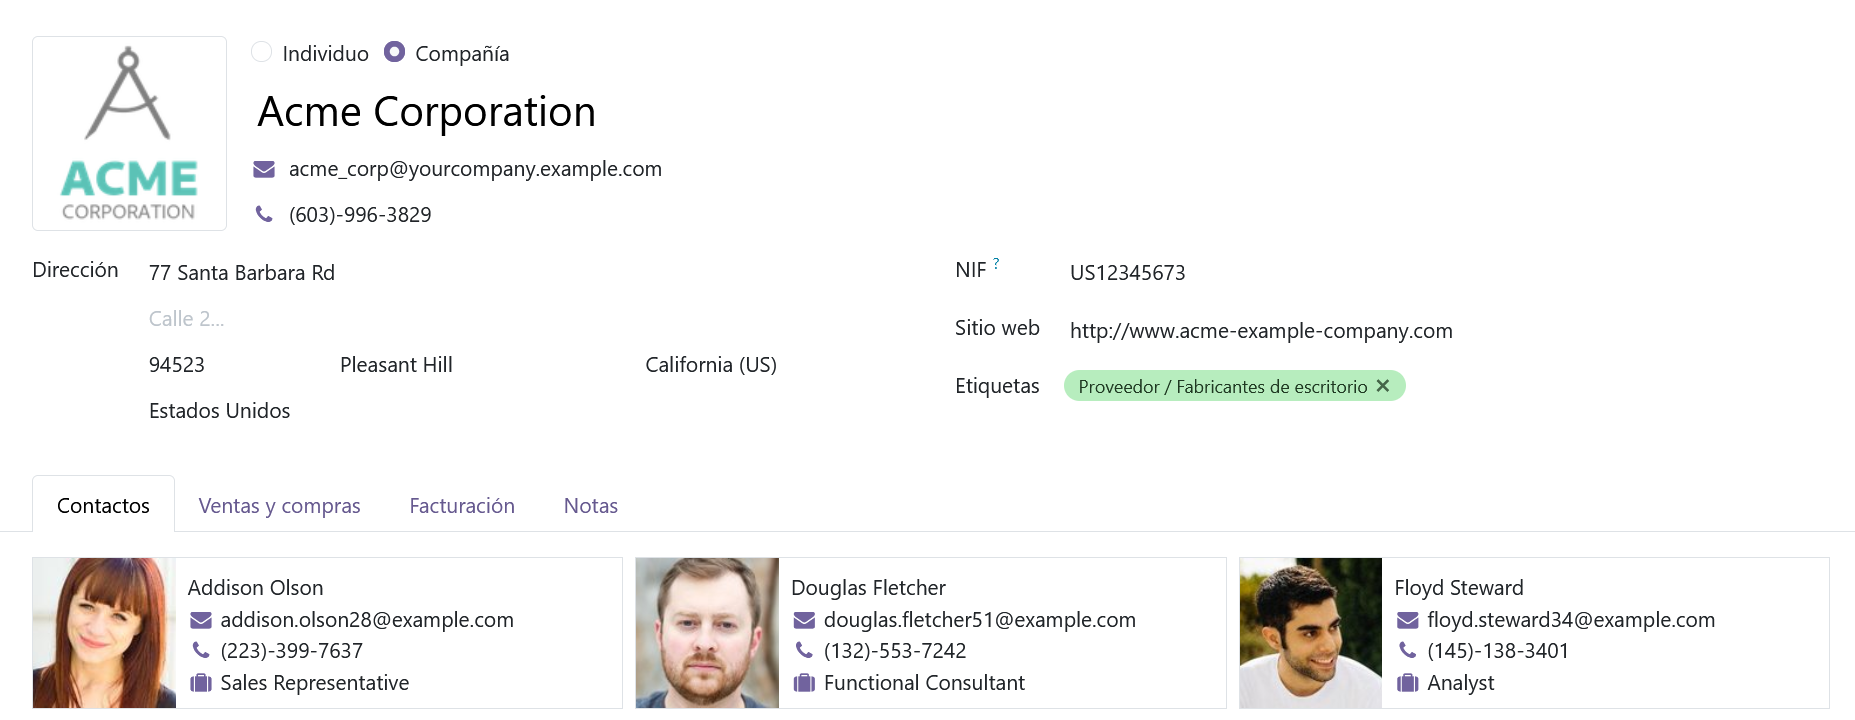 Individuo Compañía
Acme Corporation
ACME
CORPORATION
acme_corp@yourcompany.example.com
(603)-996-3829
Dirección 77 Santa Barbara Rd
Calle 2...
94523 Pleasant Hill California (US)
Estados Unidos
NIF ? US12345673
Sitio web http://www.acme-example-company.com
Etiquetas Proveedor / Fabricantes de escritorio ✕
Contactos Ventas y compras Facturación Notas
Addison Olson
addison.olson28@example.com
(223)-399-7637
Sales Representative
Douglas Fletcher
douglas.fletcher51@example.com
(132)-553-7242
Functional Consultant
Floyd Steward
floyd.steward34@example.com
(145)-138-3401
Analyst